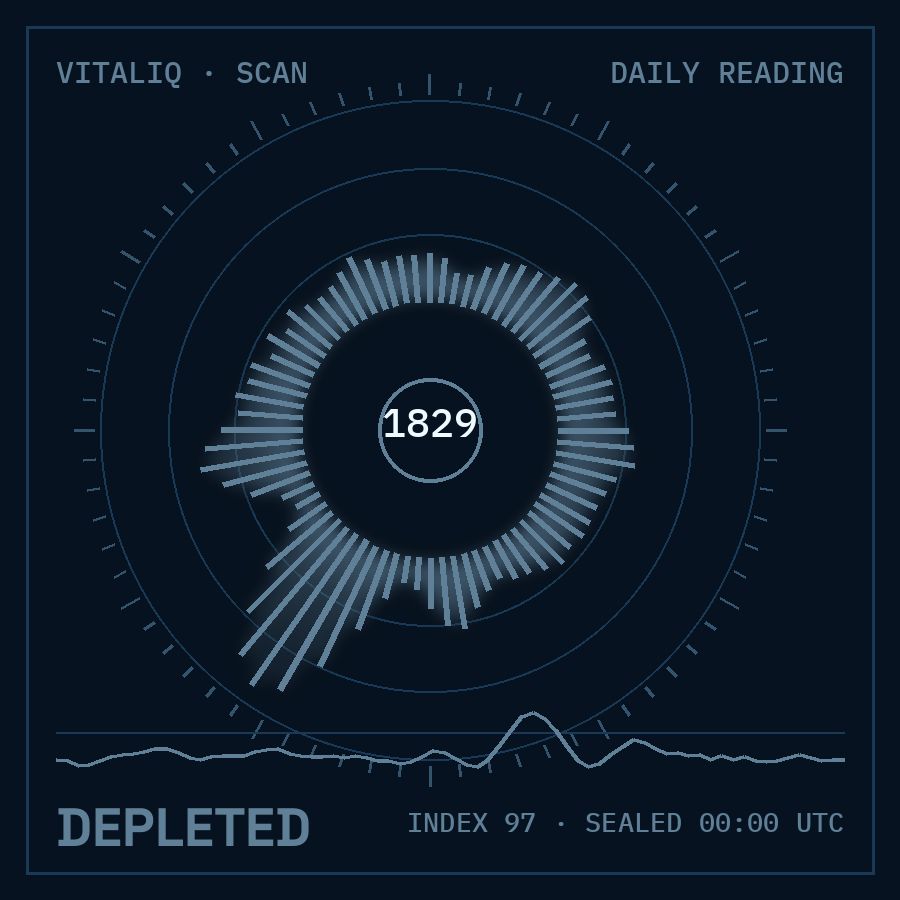 VITALIQ · SCAN
DAILY READING
1829
DEPLETED
INDEX 97 · SEALED 00:00 UTC